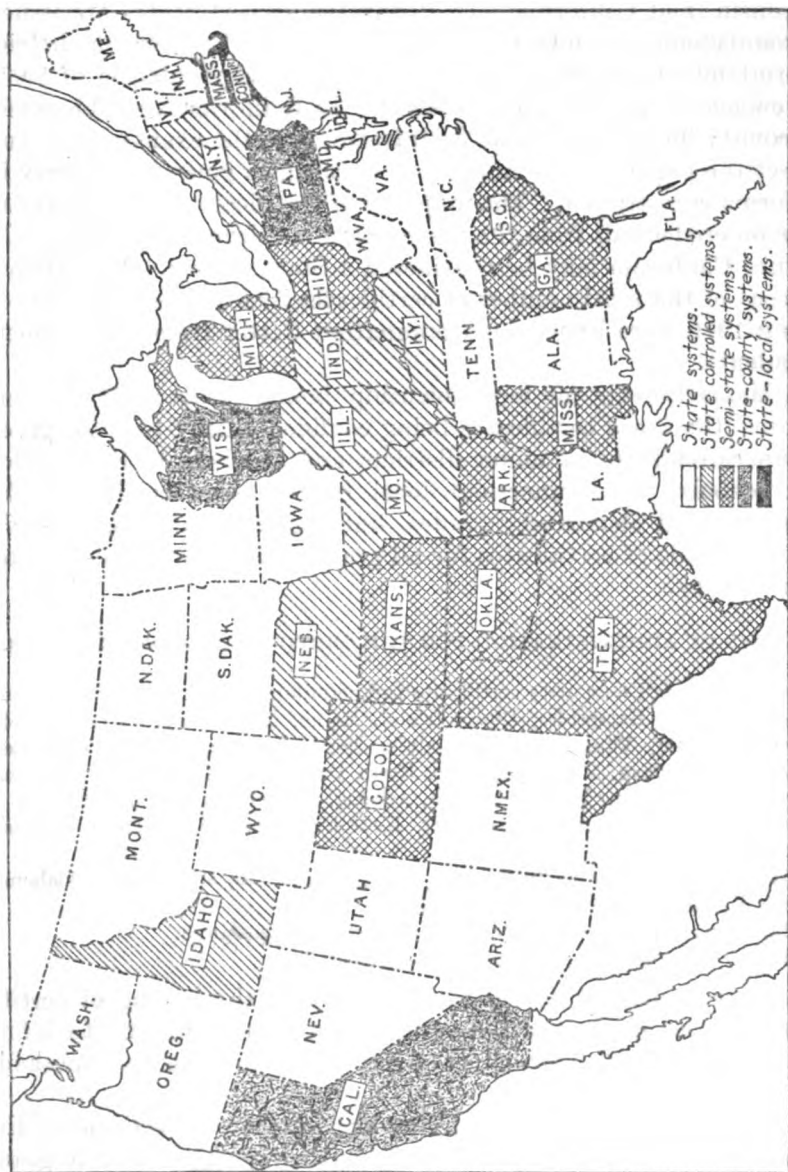 WASH.
OREG.
CAL.
NEV.
IDAHO
MONT.
WYO.
UTAH
ARIZ.
COLO.
N.MEX.
N.DAK.
S.DAK.
NEB.
KANS.
OKLA.
TEX.
MINN.
IOWA
MO.
ARK.
LA.
WIS.
ILL.
MICH.
IND.
OHIO
KY.
TENN
MISS.
ALA.
GA.
FLA.
S.C.
N.C.
VA.
W.VA.
MD.
DEL.
PA.
N.J.
N.Y.
CONN.
MASS.
VT.
N.H.
ME.
State systems.
State controlled systems.
Semi-state systems.
State-county systems.
State-local systems.